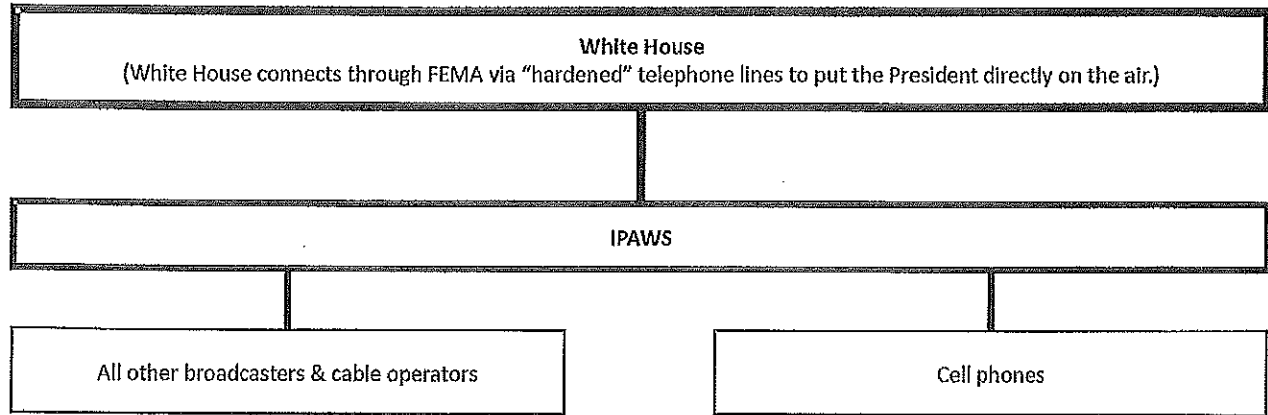 White House
(White House connects through FEMA via “hardened” telephone lines to put the President directly on the air.)
IPAWS
All other broadcasters & cable operators
Cell phones